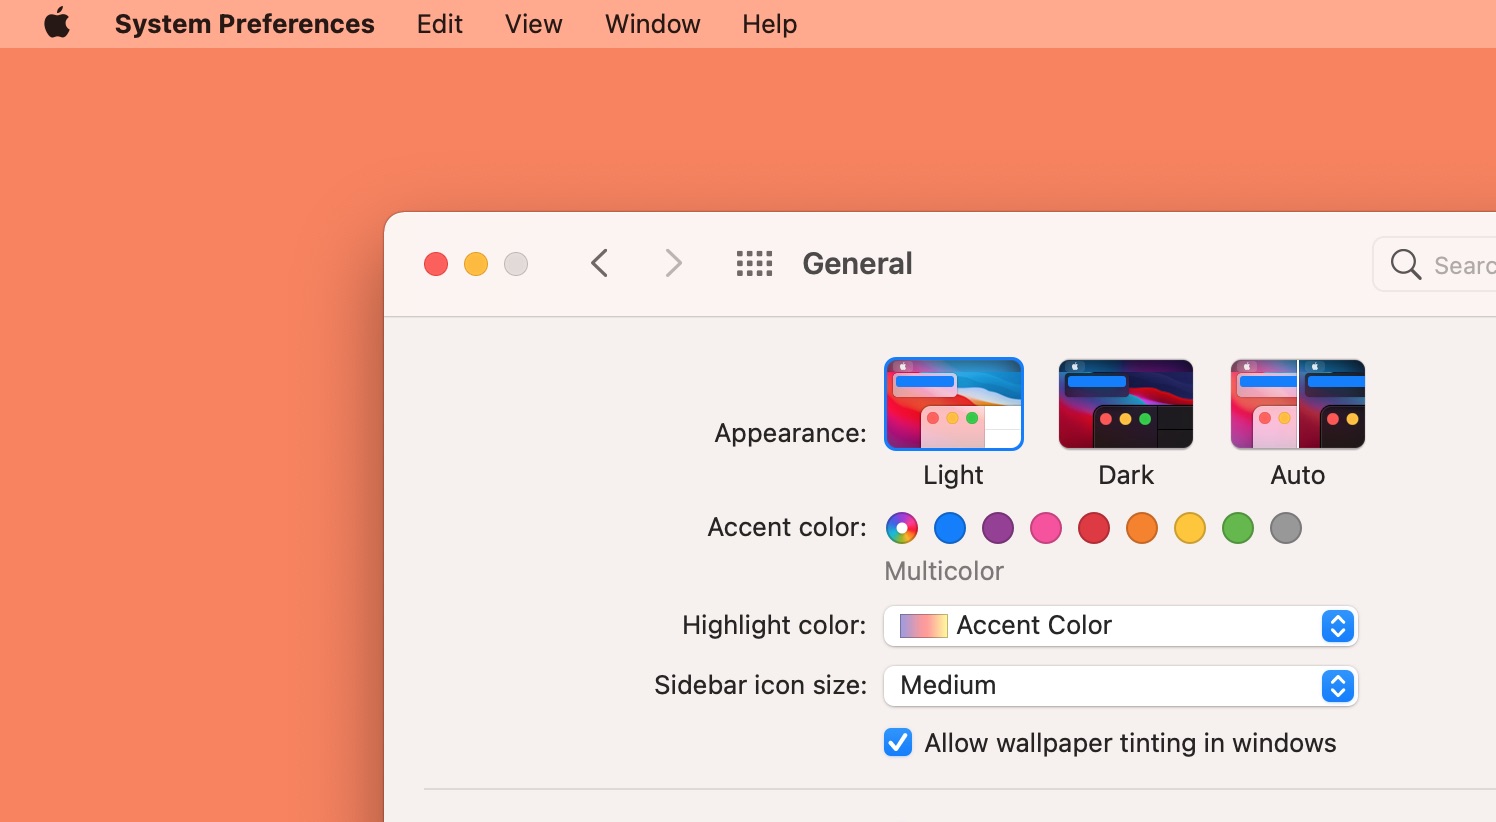 System Preferences Edit View Window Help
General
Searc
Appearance:
Light Dark Auto
Accent color:
Multicolor
Highlight color: Accent Color
Sidebar icon size: Medium
Allow wallpaper tinting in windows